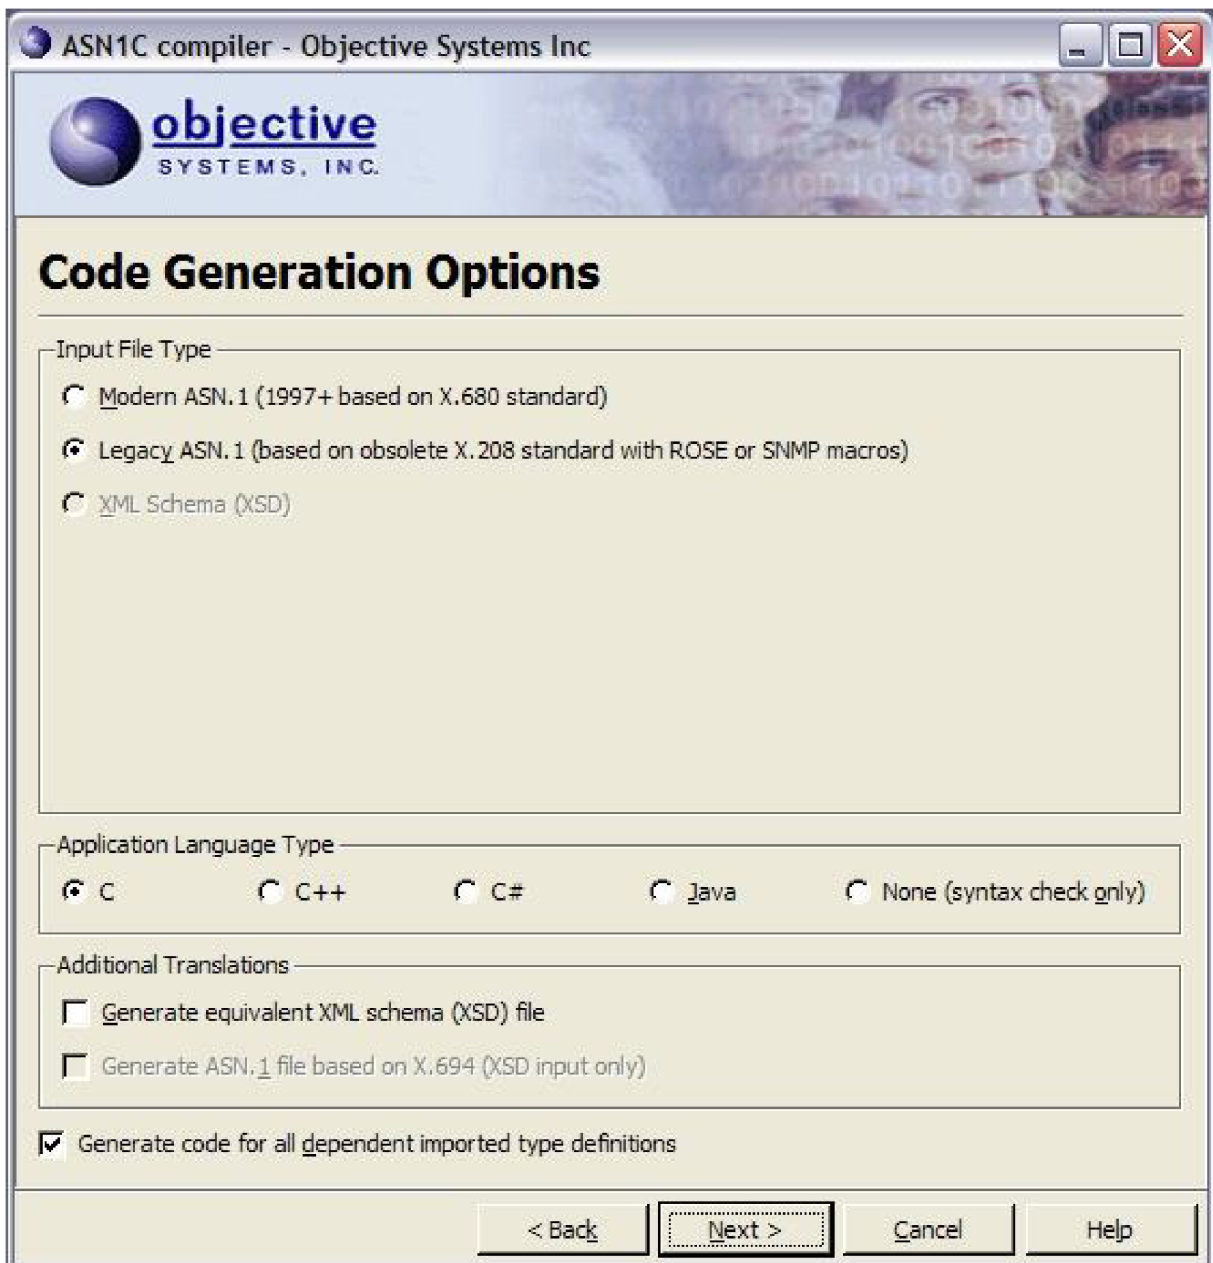 ASN1C compiler - Objective Systems Inc
objective
SYSTEMS, INC.
Code Generation Options
Input File Type
Modern ASN.1 (1997+ based on X.680 standard)
Legacy ASN.1 (based on obsolete X.208 standard with ROSE or SNMP macros)
XML Schema (XSD)
Application Language Type
C C++ C# Java None (syntax check only)
Additional Translations
Generate equivalent XML schema (XSD) file
Generate ASN.1 file based on X.694 (XSD input only)
Generate code for all dependent imported type definitions
< Back Next > Cancel Help